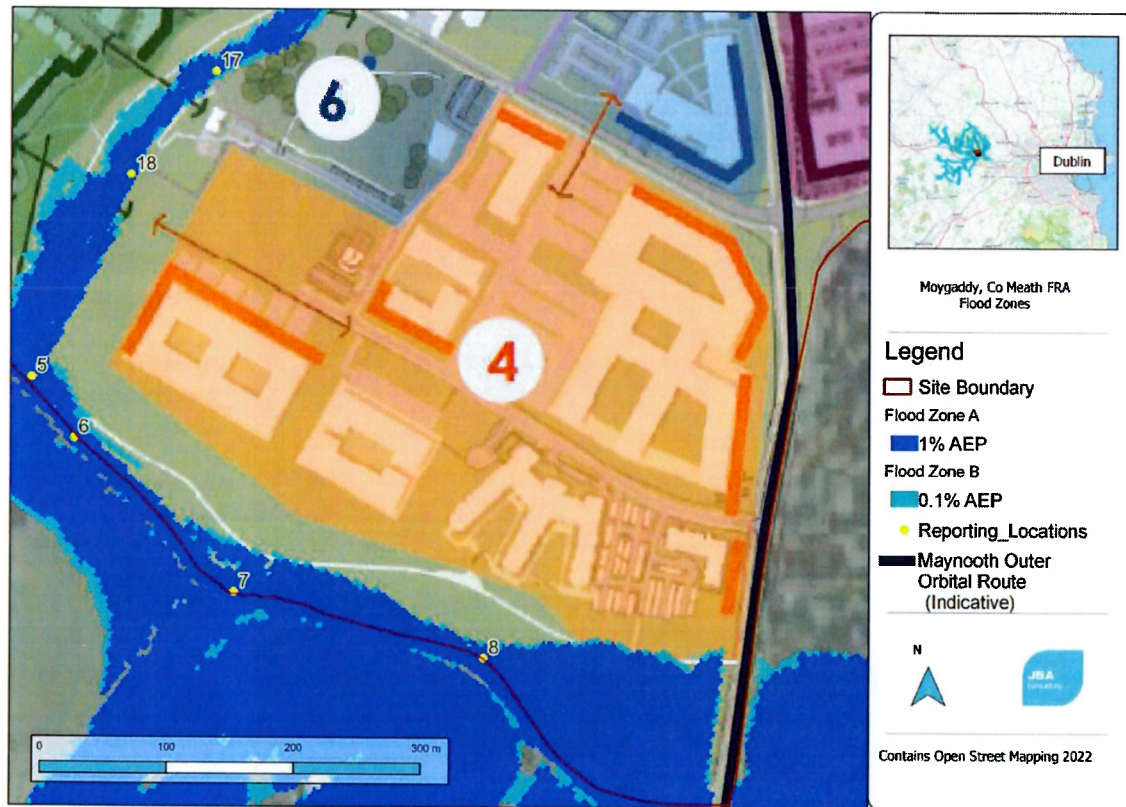 17
6
18
5
6
4
7
8
0 100 200 300 m
Dublin
Moygaddy, Co Meath FRA
Flood Zones
Legend
Site Boundary
Flood Zone A
1% AEP
Flood Zone B
0.1% AEP
Reporting_Locations
Maynooth Outer
Orbital Route
(Indicative)
N
JBA
consulting
Contains Open Street Mapping 2022